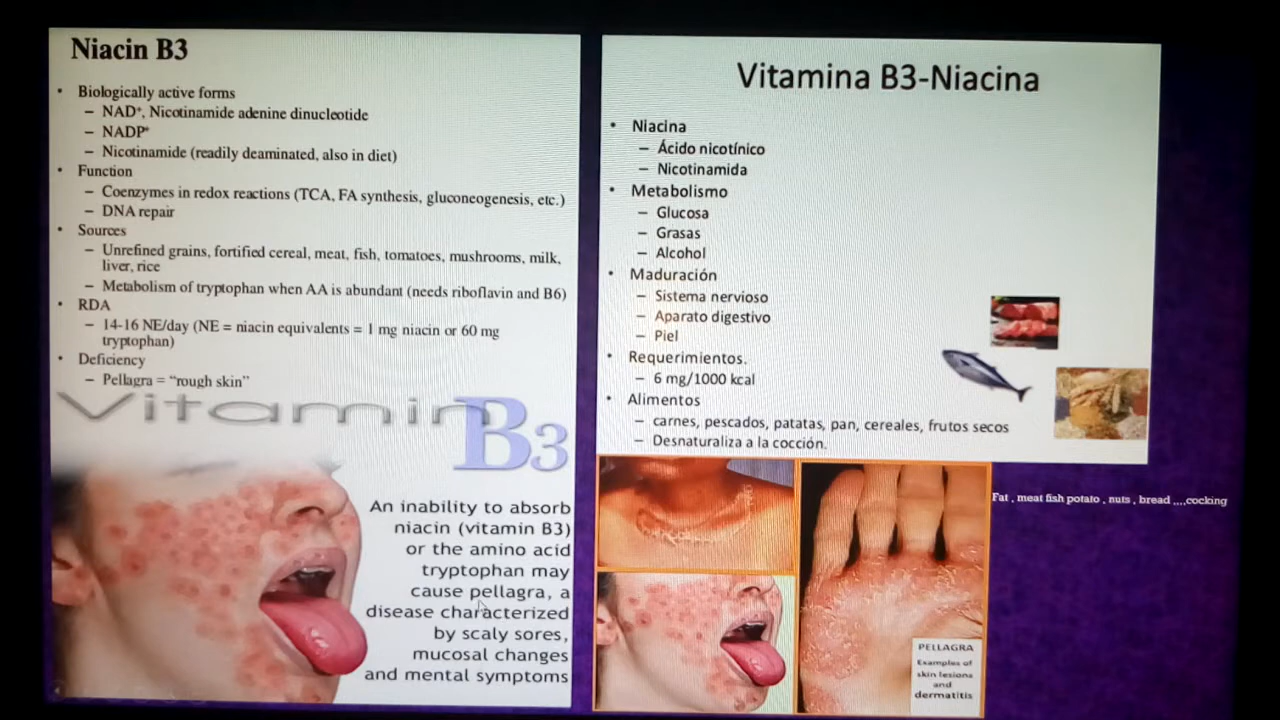 Niacin B3
• Biologically active forms
– NAD⁺, Nicotinamide adenine dinucleotide
– NADP⁺
– Nicotinamide (readily deaminated, also in diet)
• Function
– Coenzymes in redox reactions (TCA, FA synthesis, gluconeogenesis, etc.)
– DNA repair
• Sources
– Unrefined grains, fortified cereal, meat, fish, tomatoes, mushrooms, milk,
liver, rice
– Metabolism of tryptophan when AA is abundant (needs riboflavin and B6)
• RDA
– 14-16 NE/day (NE = niacin equivalents = 1 mg niacin or 60 mg
tryptophan)
• Deficiency
– Pellagra = “rough skin”
Vitamin B3
An inability to absorb
niacin (vitamin B3)
or the amino acid
tryptophan may
cause pellagra, a
disease characterized
by scaly sores,
mucosal changes
and mental symptoms
Vitamina B3-Niacina
• Niacina
– Ácido nicotínico
– Nicotinamida
• Metabolismo
– Glucosa
– Grasas
– Alcohol
• Maduración
– Sistema nervioso
– Aparato digestivo
– Piel
• Requerimientos.
– 6 mg/1000 kcal
• Alimentos
– carnes, pescados, patatas, pan, cereales, frutos secos
– Desnaturaliza a la cocción.
Fat , meat fish potato , nuts , bread ....cocking
PELLAGRA
Examples of
skin lesions
and
dermatitis